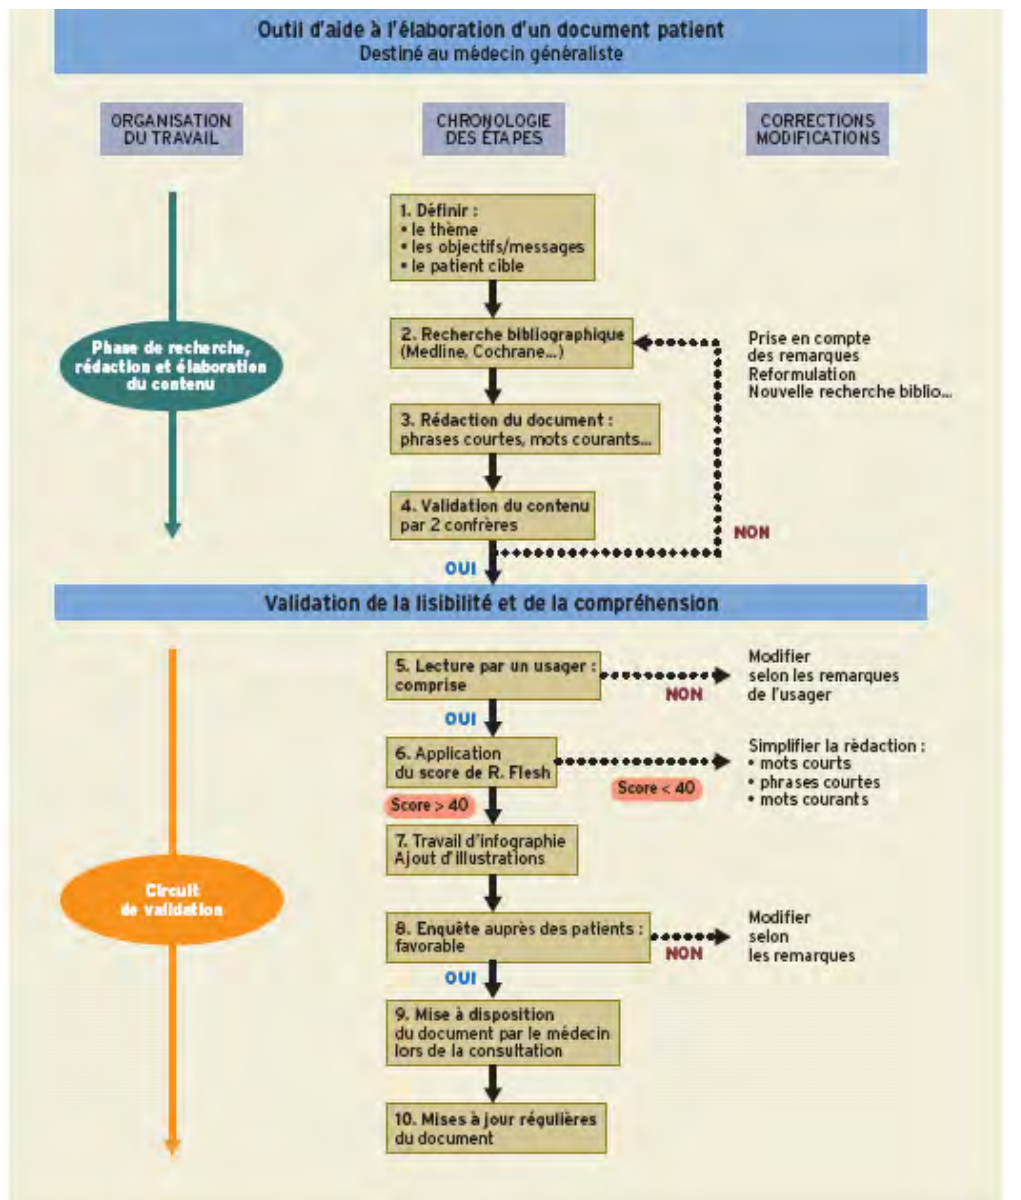 Outil d'aide à l'élaboration d'un document patient
Destiné au médecin généraliste
ORGANISATION
DU TRAVAIL
CHRONOLOGIE
DES ÉTAPES
CORRECTIONS
MODIFICATIONS
1. Définir :
• le thème
• les objectifs/messages
• le patient cible
Phase de recherche,
rédaction et élaboration
du contenu
2. Recherche bibliographique
(Medline, Cochrane...)
Prise en compte
des remarques
Reformulation
Nouvelle recherche biblio...
3. Rédaction du document :
phrases courtes, mots courants...
4. Validation du contenu
par 2 confrères
NON
OUI
Validation de la lisibilité et de la compréhension
5. Lecture par un usager :
comprise
NON
Modifier
selon les remarques
de l'usager
OUI
6. Application
du score de R. Flesh
Score < 40
Simplifier la rédaction :
• mots courts
• phrases courtes
• mots courants
Score > 40
7. Travail d'infographie
Ajout d'illustrations
Circuit
de validation
8. Enquête auprès des patients :
favorable
NON
Modifier
selon
les remarques
OUI
9. Mise à disposition
du document par le médecin
lors de la consultation
10. Mises à jour régulières
du document